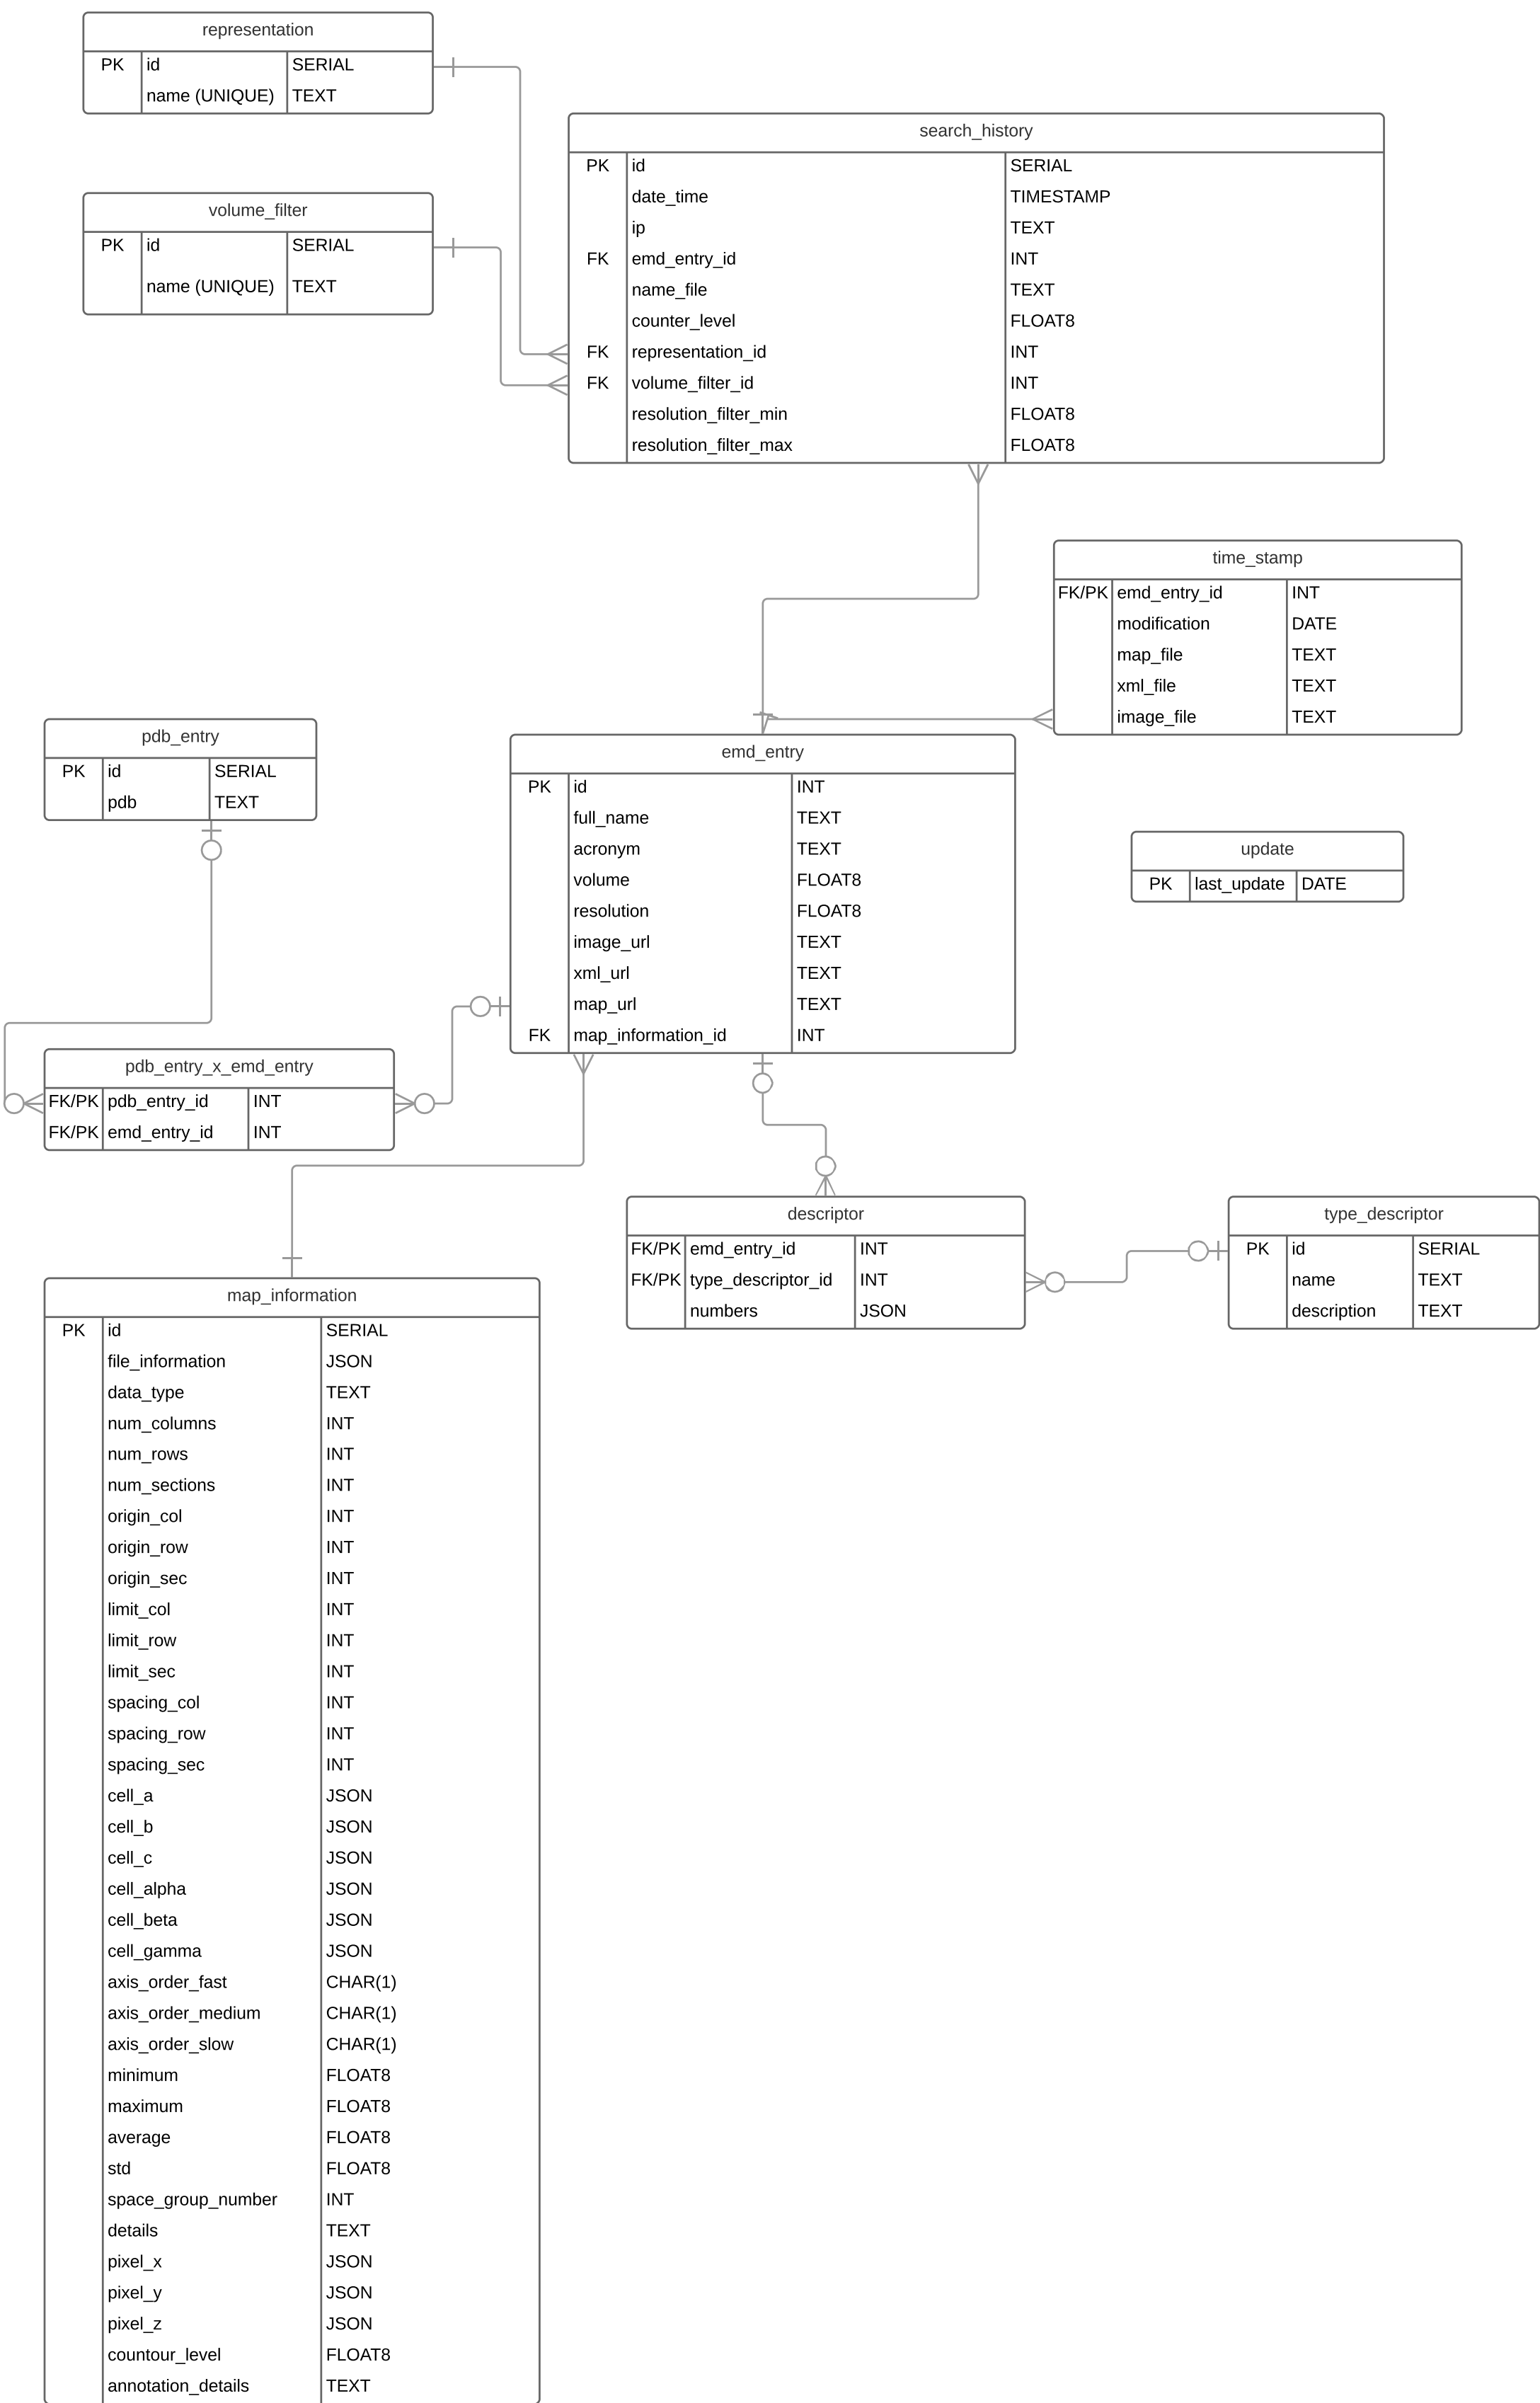 representation
PK id SERIAL
name (UNIQUE) TEXT
volume_filter
PK id SERIAL
name (UNIQUE) TEXT
search_history
PK id SERIAL
date_time TIMESTAMP
ip TEXT
FK emd_entry_id INT
name_file TEXT
counter_level FLOAT8
FK representation_id INT
FK volume_filter_id INT
resolution_filter_min FLOAT8
resolution_filter_max FLOAT8
time_stamp
FK/PK emd_entry_id INT
modification DATE
map_file TEXT
xml_file TEXT
image_file TEXT
pdb_entry
PK id SERIAL
pdb TEXT
emd_entry
PK id INT
full_name TEXT
acronym TEXT
volume FLOAT8
resolution FLOAT8
image_url TEXT
xml_url TEXT
map_url TEXT
FK map_information_id INT
update
PK last_update DATE
pdb_entry_x_emd_entry
FK/PK pdb_entry_id INT
FK/PK emd_entry_id INT
descriptor
FK/PK emd_entry_id INT
FK/PK type_descriptor_id INT
numbers JSON
type_descriptor
PK id SERIAL
name TEXT
description TEXT
map_information
PK id SERIAL
file_information JSON
data_type TEXT
num_columns INT
num_rows INT
num_sections INT
origin_col INT
origin_row INT
origin_sec INT
limit_col INT
limit_row INT
limit_sec INT
spacing_col INT
spacing_row INT
spacing_sec INT
cell_a JSON
cell_b JSON
cell_c JSON
cell_alpha JSON
cell_beta JSON
cell_gamma JSON
axis_order_fast CHAR(1)
axis_order_medium CHAR(1)
axis_order_slow CHAR(1)
minimum FLOAT8
maximum FLOAT8
average FLOAT8
std FLOAT8
space_group_number INT
details TEXT
pixel_x JSON
pixel_y JSON
pixel_z JSON
countour_level FLOAT8
annotation_details TEXT